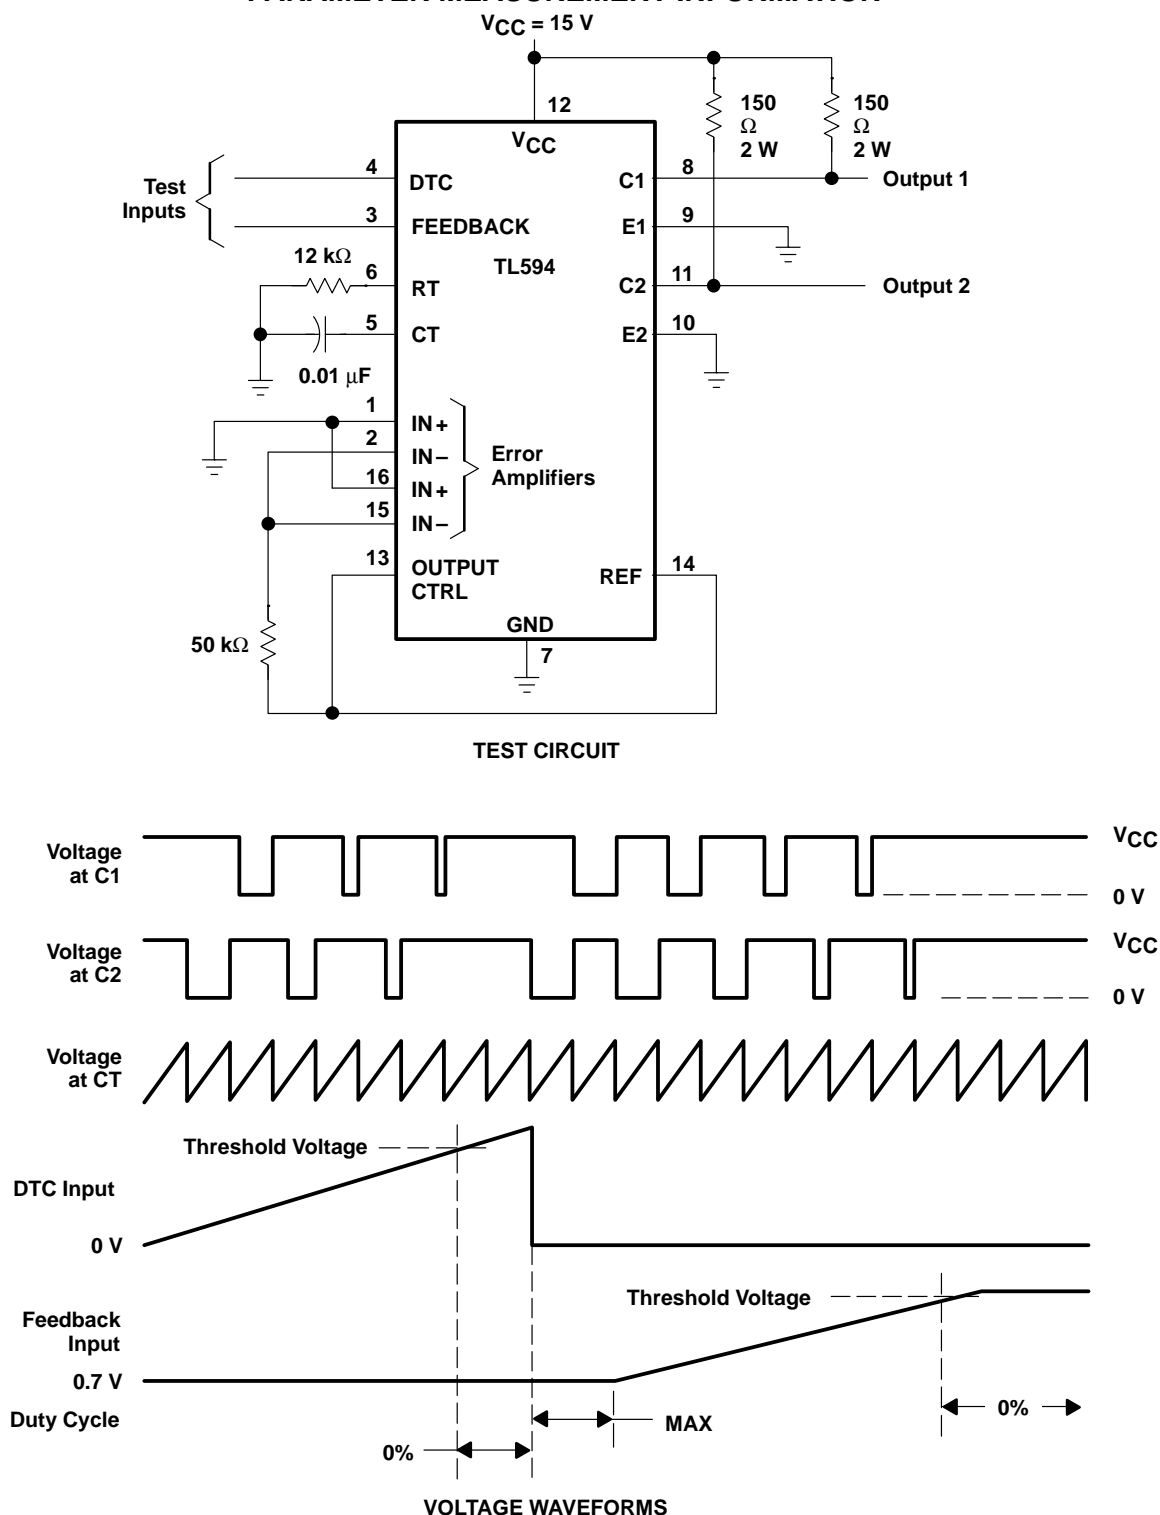 VCC = 15 V
12
150
Ω
2 W
150
Ω
2 W
VCC
4
DTC
C1
8
Output 1
Test
Inputs
3
FEEDBACK
E1
9
12 kΩ
6
RT
TL594
C2
11
Output 2
5
CT
E2
10
0.01 μF
1
IN+
2
IN−
16
IN+
15
IN−
Error
Amplifiers
13
OUTPUT
CTRL
REF
14
50 kΩ
GND
7
TEST CIRCUIT
Voltage
at C1
VCC
0 V
Voltage
at C2
VCC
0 V
Voltage
at CT
Threshold Voltage
DTC Input
0 V
Threshold Voltage
Feedback
Input
0.7 V
Duty Cycle
MAX
0%
0%
VOLTAGE WAVEFORMS